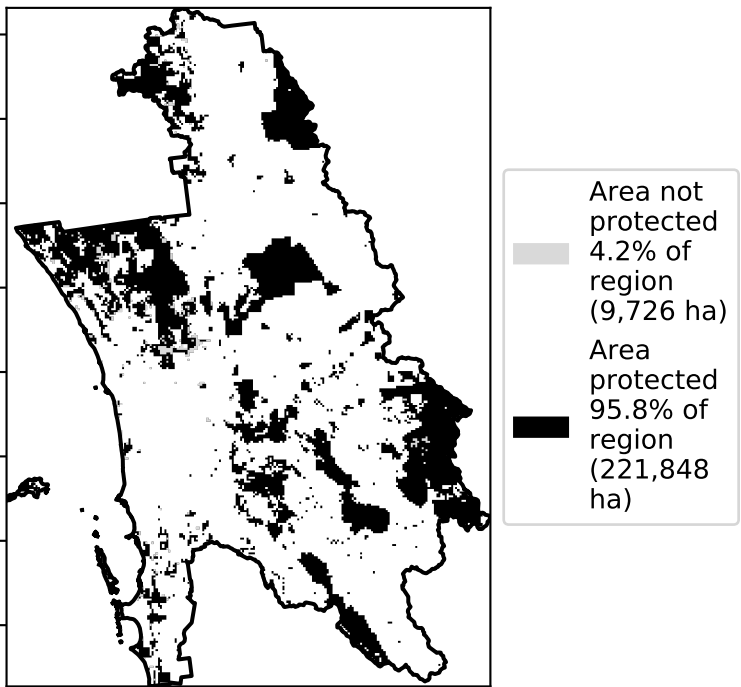 Area not
protected
4.2% of
region
(9,726 ha)
Area
protected
95.8% of
region
(221,848
ha)